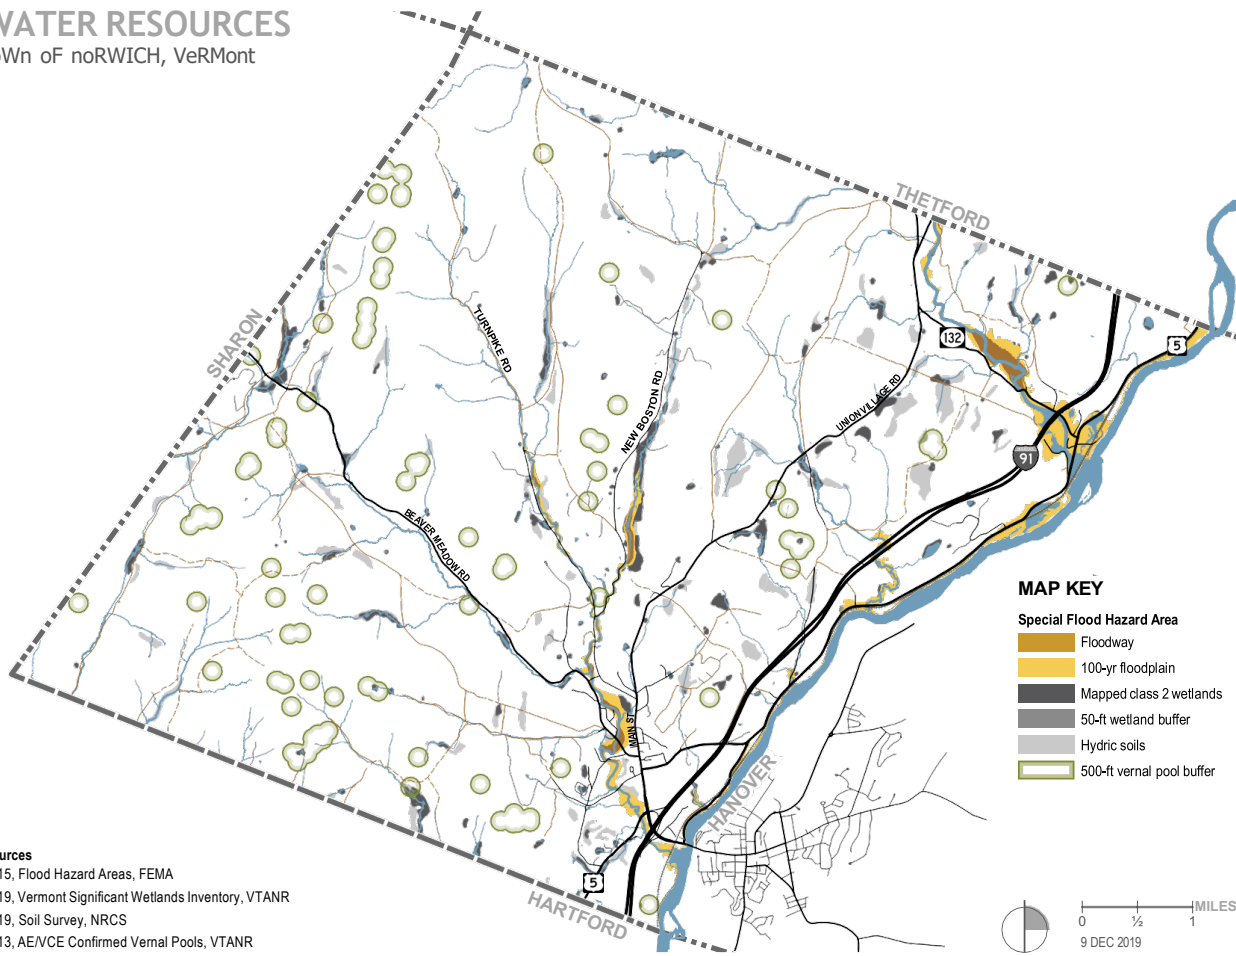 WATER RESOURCES
oWn oF noRWICH, VeRMont
THETFORD
SHARON
TURNPIKE RD
NEW BOSTON RD
UNION VILLAGE RD
132
5
91
BEAVER MEADOW RD
MAIN ST
HANOVER
HARTFORD
5
MAP KEY
Special Flood Hazard Area
Floodway
100-yr floodplain
Mapped class 2 wetlands
50-ft wetland buffer
Hydric soils
500-ft vernal pool buffer
urces
15, Flood Hazard Areas, FEMA
19, Vermont Significant Wetlands Inventory, VTANR
19, Soil Survey, NRCS
13, AE/VCE Confirmed Vernal Pools, VTANR
MILES
0 ½ 1
9 DEC 2019